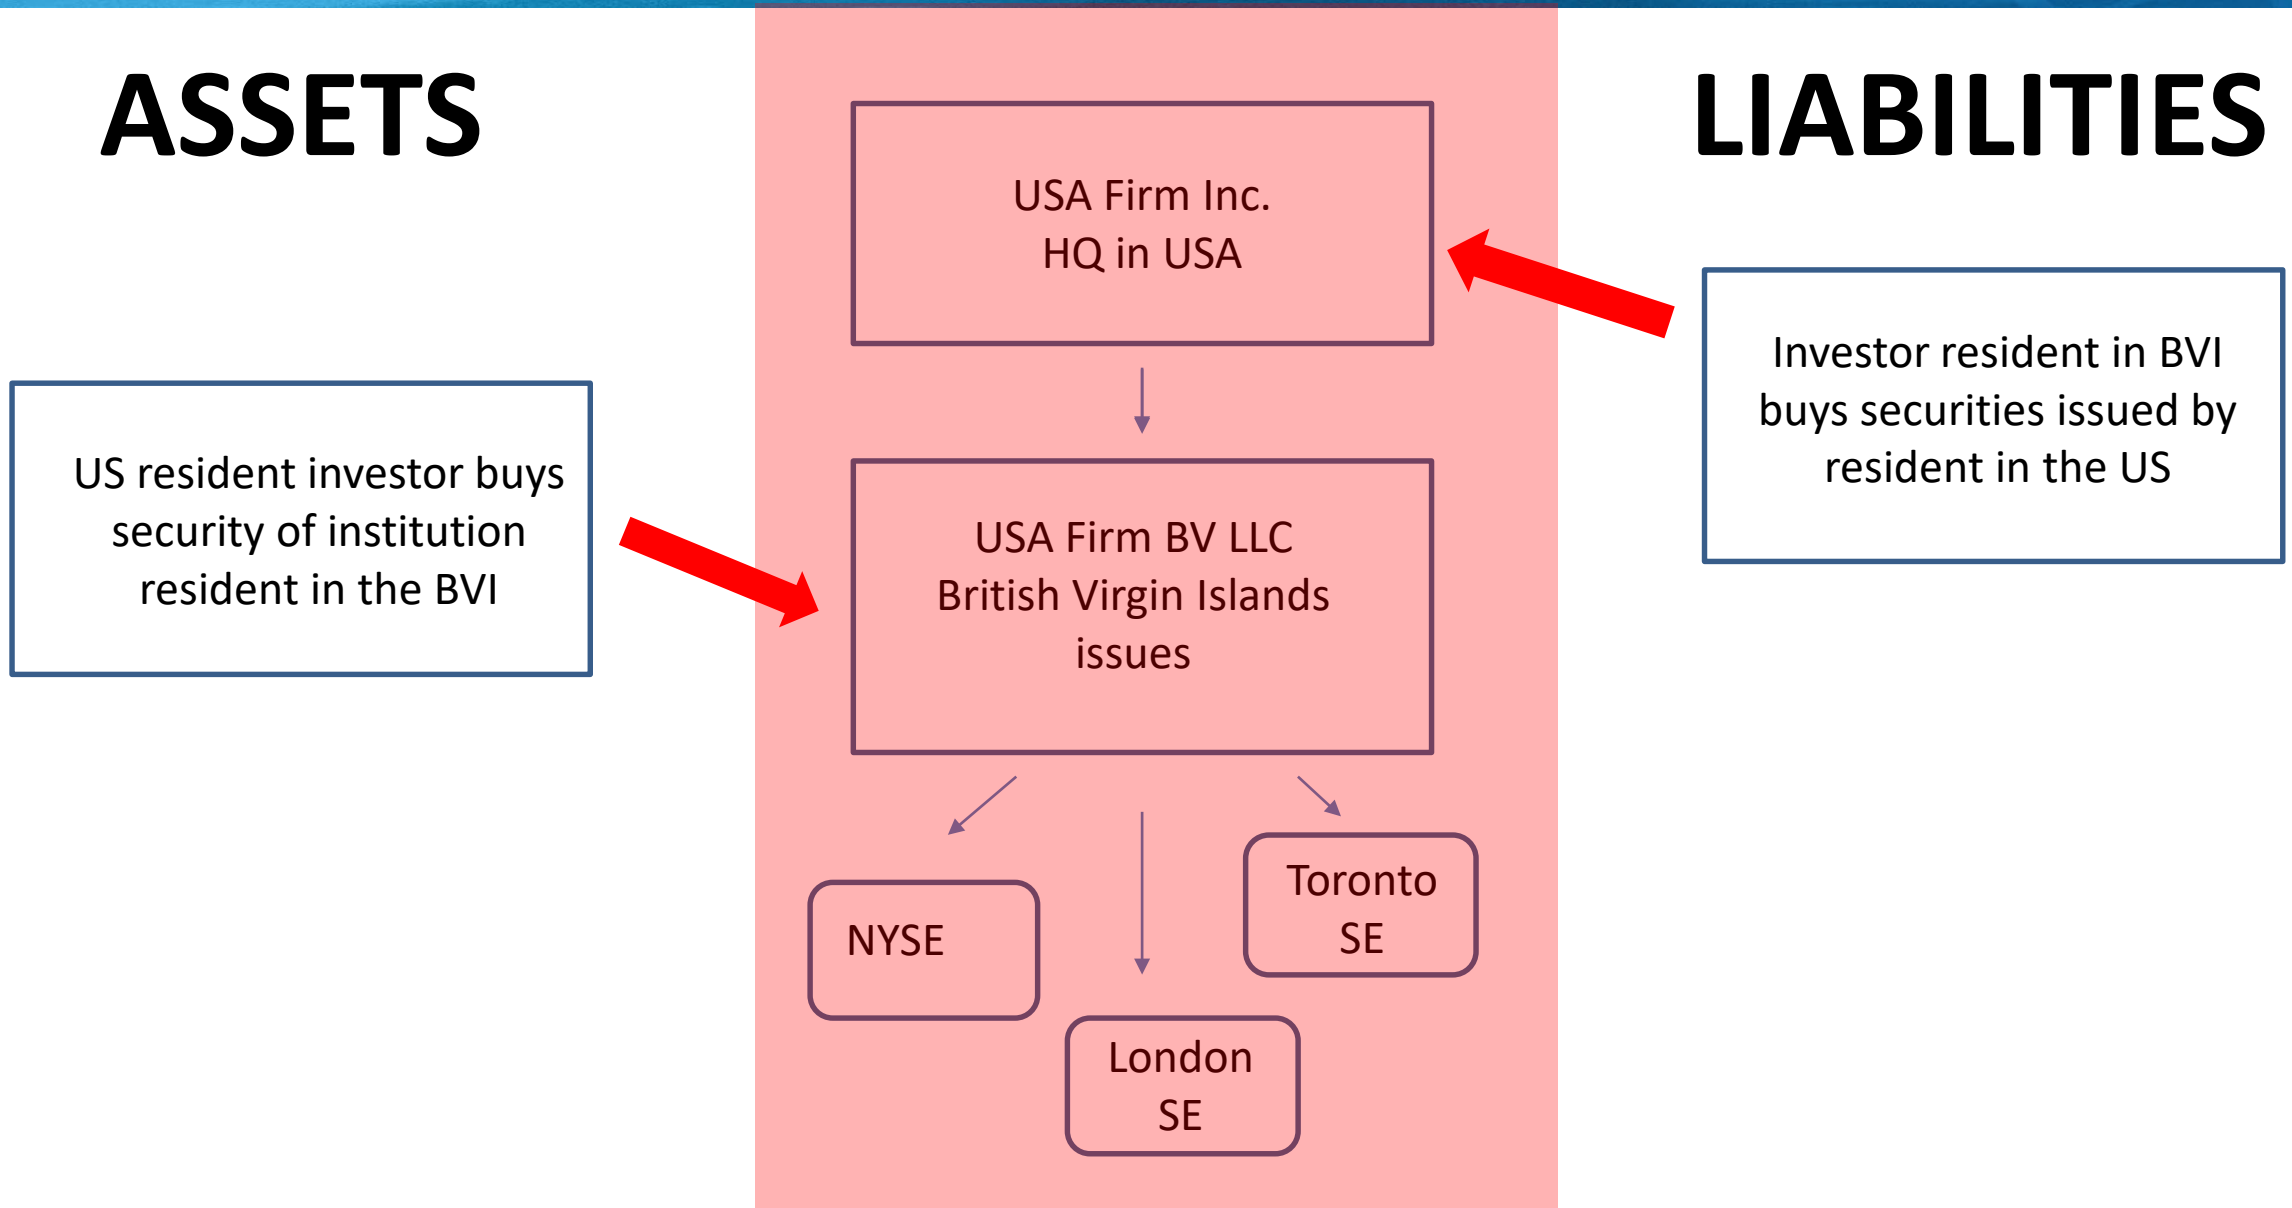 ASSETS
LIABILITIES
USA Firm Inc.
HQ in USA
US resident investor buys
security of institution
resident in the BVI
Investor resident in BVI
buys securities issued by
resident in the US
USA Firm BV LLC
British Virgin Islands
issues
NYSE
Toronto
SE
London
SE